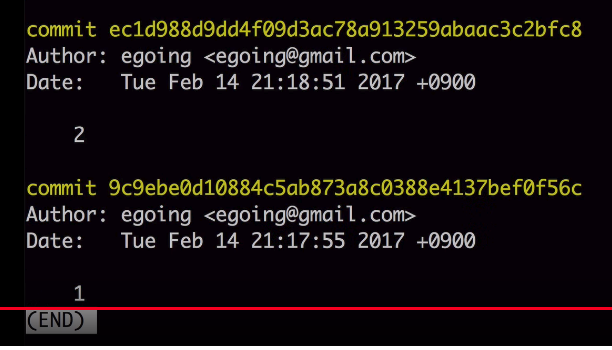 commit ec1d988d9dd4f09d3ac78a913259abaac3c2bfc8
Author: egoing <egoing@gmail.com>
Date:   Tue Feb 14 21:18:51 2017 +0900
2
commit 9c9ebe0d10884c5ab873a8c0388e4137bef0f56c
Author: egoing <egoing@gmail.com>
Date:   Tue Feb 14 21:17:55 2017 +0900
1
(END)